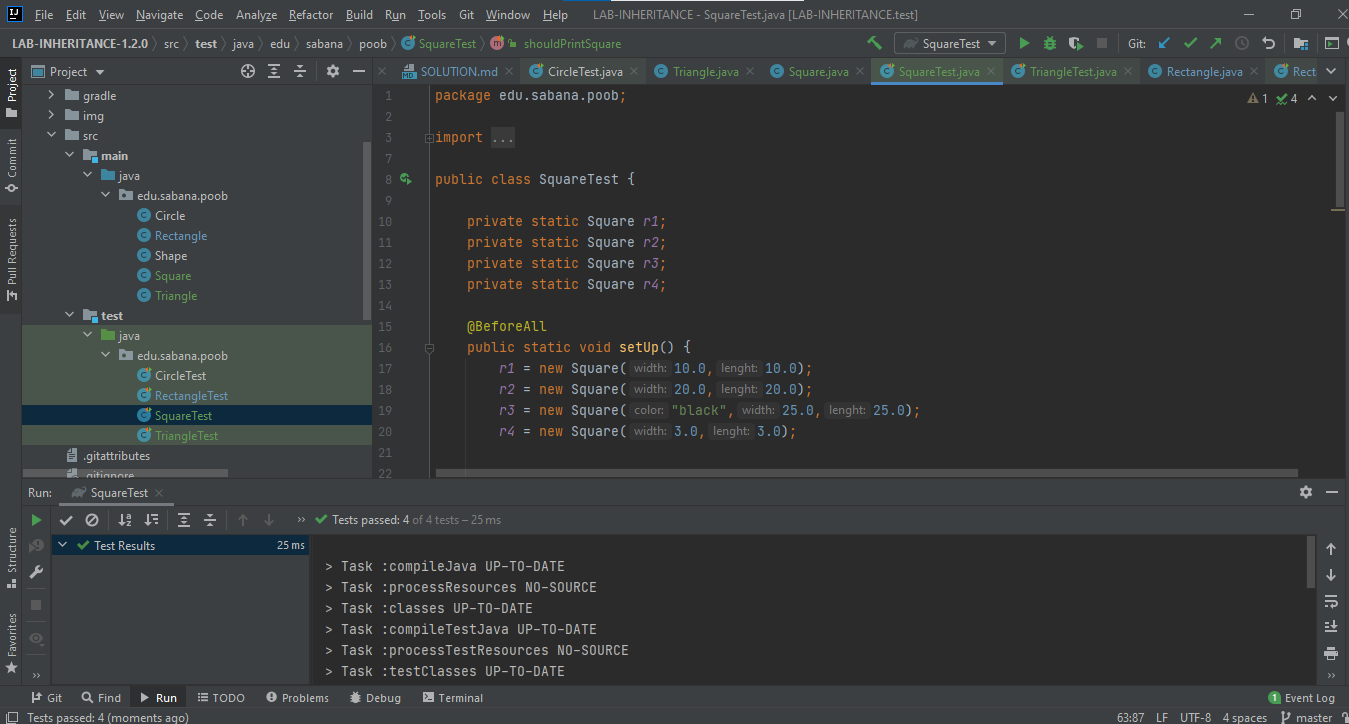 File Edit View Navigate Code Analyze Refactor Build Run Tools Git Window Help LAB-INHERITANCE - SquareTest.java [LAB-INHERITANCE.test]
LAB-INHERITANCE-1.2.0 src test java edu sabana poob SquareTest shouldPrintSquare SquareTest Git:
Project
SOLUTION.md CircleTest.java Triangle.java Square.java SquareTest.java TriangleTest.java Rectangle.java Rect
Project
Commit
Pull Requests
gradle
img
src
main
java
edu.sabana.poob
Circle
Rectangle
Shape
Square
Triangle
test
java
edu.sabana.poob
CircleTest
RectangleTest
SquareTest
TriangleTest
.gitattributes
.gitignore
1 package edu.sabana.poob;
1 4
2
3 import ...
7
8 public class SquareTest {
9
10 private static Square r1;
11 private static Square r2;
12 private static Square r3;
13 private static Square r4;
14
15 @BeforeAll
16 public static void setUp() {
17 r1 = new Square( width: 10.0, lenght: 10.0);
18 r2 = new Square( width: 20.0, lenght: 20.0);
19 r3 = new Square( color: "black", width: 25.0, lenght: 25.0);
20 r4 = new Square( width: 3.0, lenght: 3.0);
21
22
Run: SquareTest
Tests passed: 4 of 4 tests – 25 ms
Test Results 25 ms
> Task :compileJava UP-TO-DATE
> Task :processResources NO-SOURCE
> Task :classes UP-TO-DATE
> Task :compileTestJava UP-TO-DATE
> Task :processTestResources NO-SOURCE
> Task :testClasses UP-TO-DATE
Structure
Favorites
Git Find Run TODO Problems Debug Terminal 1 Event Log
Tests passed: 4 (moments ago) 63:87 LF UTF-8 4 spaces master